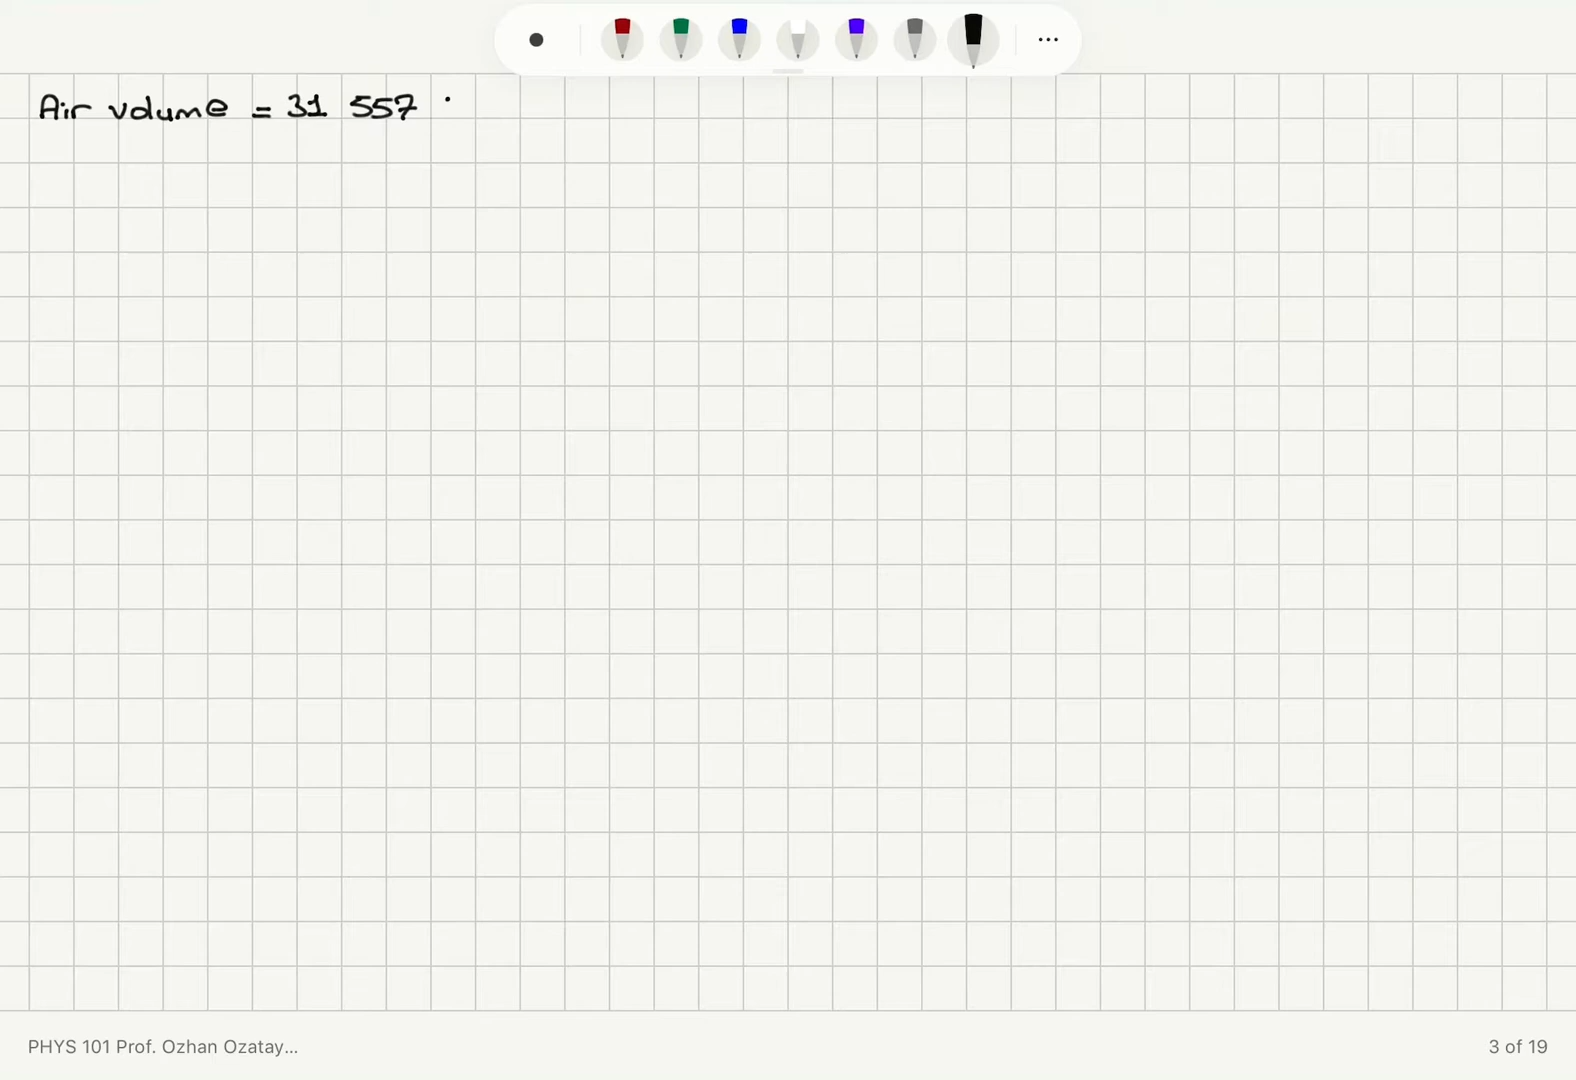 Air volume = 31 557 .
PHYS 101 Prof. Ozhan Ozatay...
3 of 19